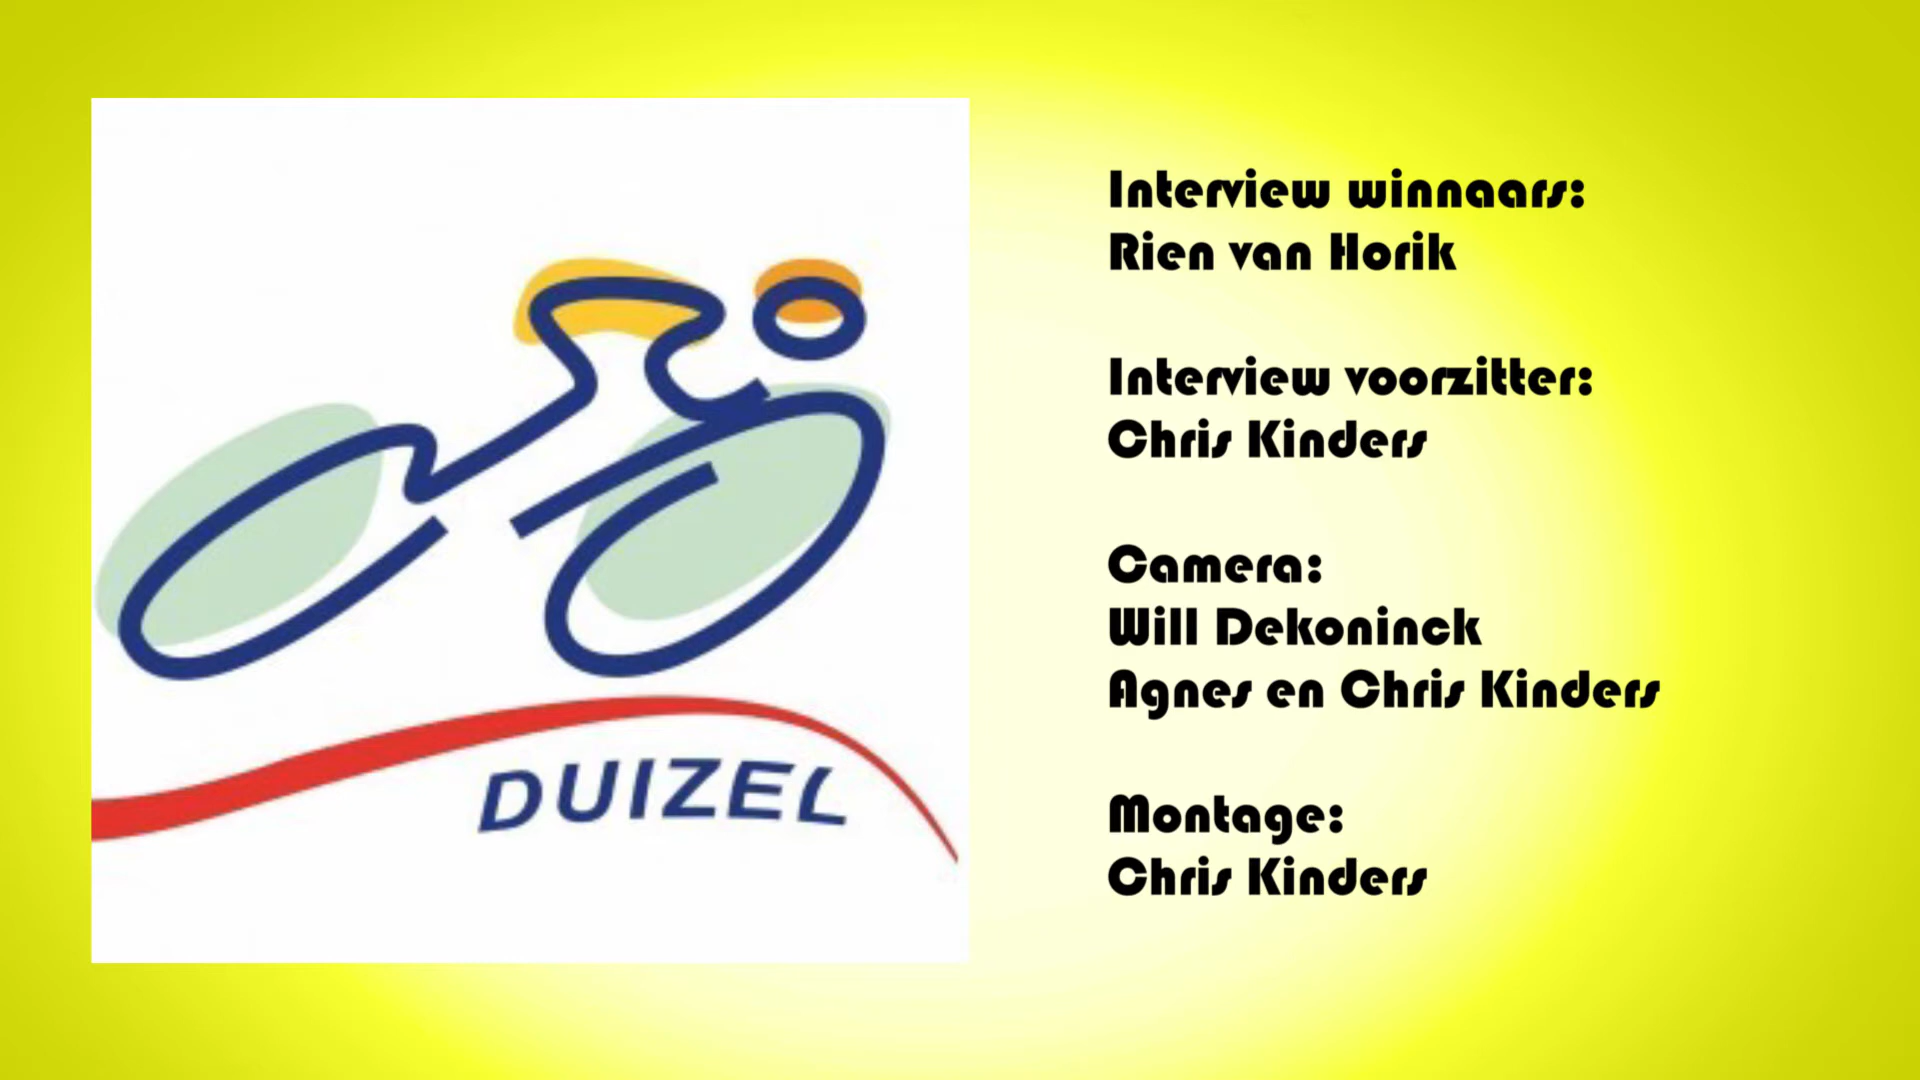 DUIZEL
Interview winnaars:
Rien van Horik
Interview voorzitter:
Chris Kinders
Camera:
Will Dekoninck
Agnes en Chris Kinders
Montage:
Chris Kinders